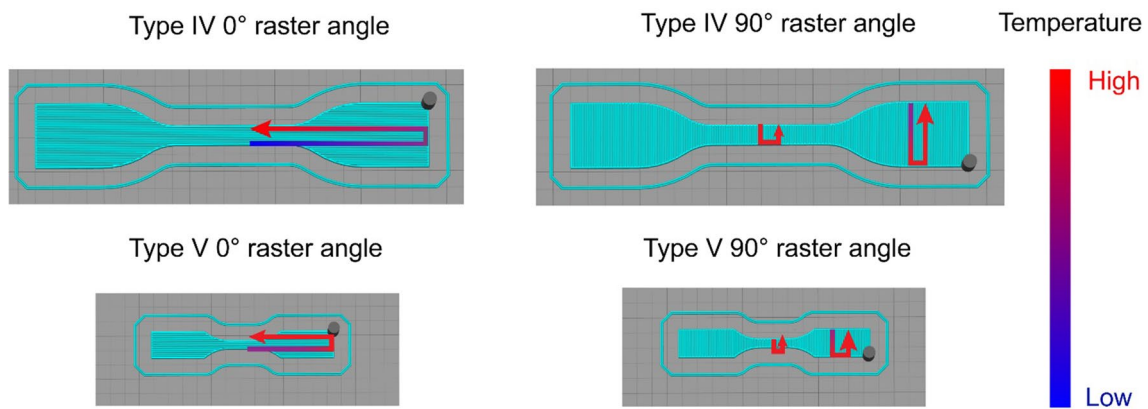 Type IV 0° raster angle
Type IV 90° raster angle
Temperature
High
Type V 0° raster angle
Type V 90° raster angle
Low